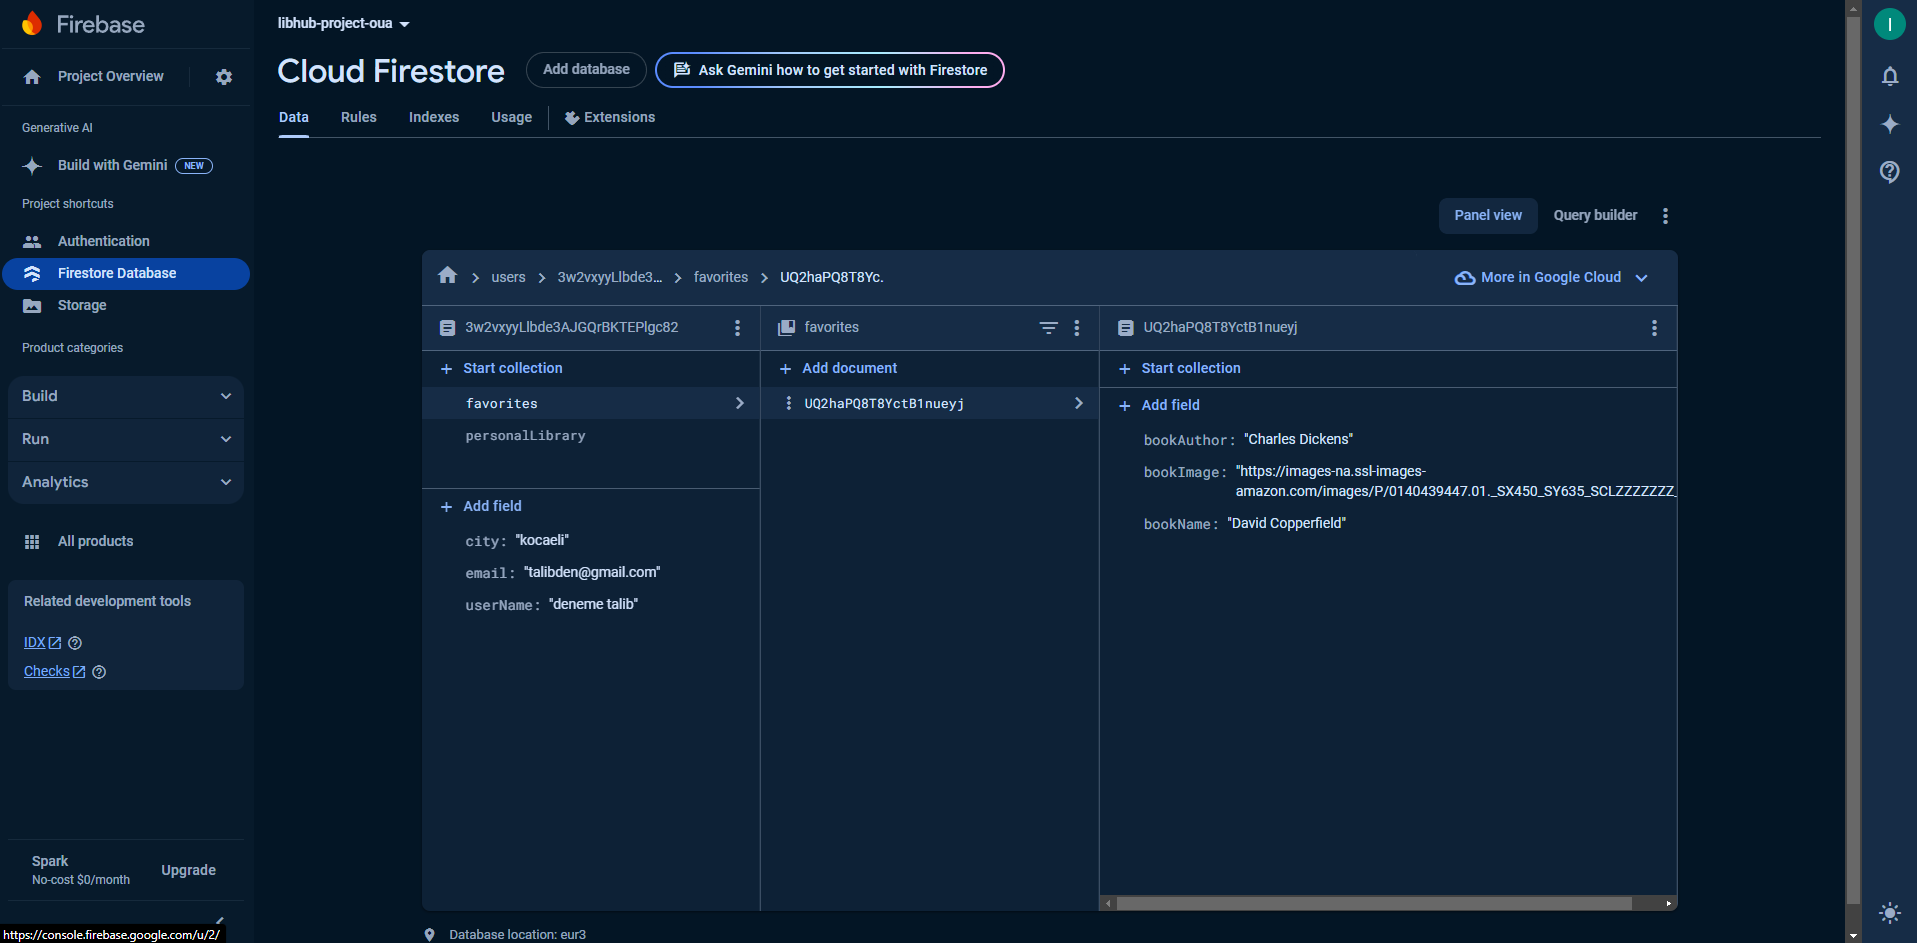 Firebase
Project Overview
Generative AI
Build with Gemini NEW
Project shortcuts
Authentication
Firestore Database
Storage
Product categories
Build
Run
Analytics
All products
Related development tools
IDX
Checks
Spark
No-cost $0/month
Upgrade
https://console.firebase.google.com/u/2/
libhub-project-oua
Cloud Firestore
Add database
Ask Gemini how to get started with Firestore
Data Rules Indexes Usage Extensions
Panel view Query builder
users 3w2vxyyLlbde3... favorites UQ2haPQ8T8Yc.
More in Google Cloud
3w2vxyyLlbde3AJGQrBKTEPlgc82
+ Start collection
favorites
personalLibrary
+ Add field
city: "kocaeli"
email: "talibden@gmail.com"
userName: "deneme talib"
favorites
+ Add document
UQ2haPQ8T8YctB1nueyj
UQ2haPQ8T8YctB1nueyj
+ Start collection
+ Add field
bookAuthor: "Charles Dickens"
bookImage: "https://images-na.ssl-images-
amazon.com/images/P/0140439447.01._SX450_SY635_SCLZZZZZZZ_
bookName: "David Copperfield"
Database location: eur3
I